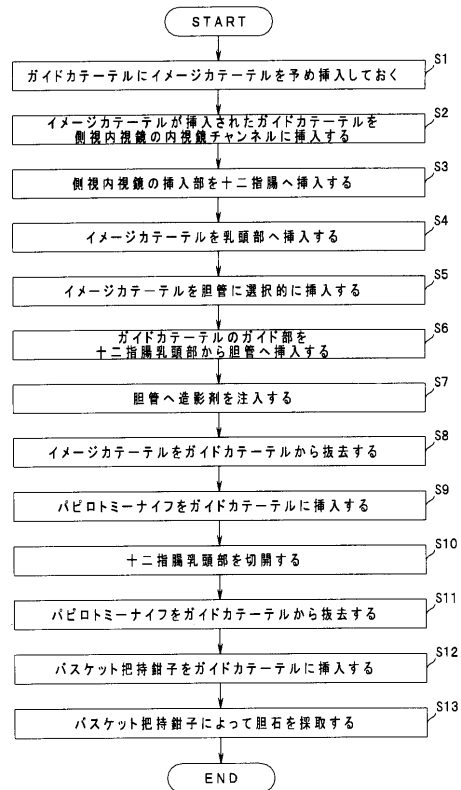 START
S1
ガイドカテーテルにイメージカテーテルを予め挿入しておく
S2
イメージカテーテルが挿入されたガイドカテーテルを
側視内視鏡の内視鏡チャンネルに挿入する
S3
側視内視鏡の挿入部を十二指腸へ挿入する
S4
イメージカテーテルを乳頭部へ挿入する
S5
イメージカテーテルを胆管に選択的に挿入する
S6
ガイドカテーテルのガイド部を
十二指腸乳頭部から胆管へ挿入する
S7
胆管へ造影剤を注入する
S8
イメージカテーテルをガイドカテーテルから抜去する
S9
パピロトミーナイフをガイドカテーテルに挿入する
S10
十二指腸乳頭部を切開する
S11
パピロトミーナイフをガイドカテーテルから抜去する
S12
バスケット把持鉗子をガイドカテーテルに挿入する
S13
バスケット把持鉗子によって胆石を採取する
END